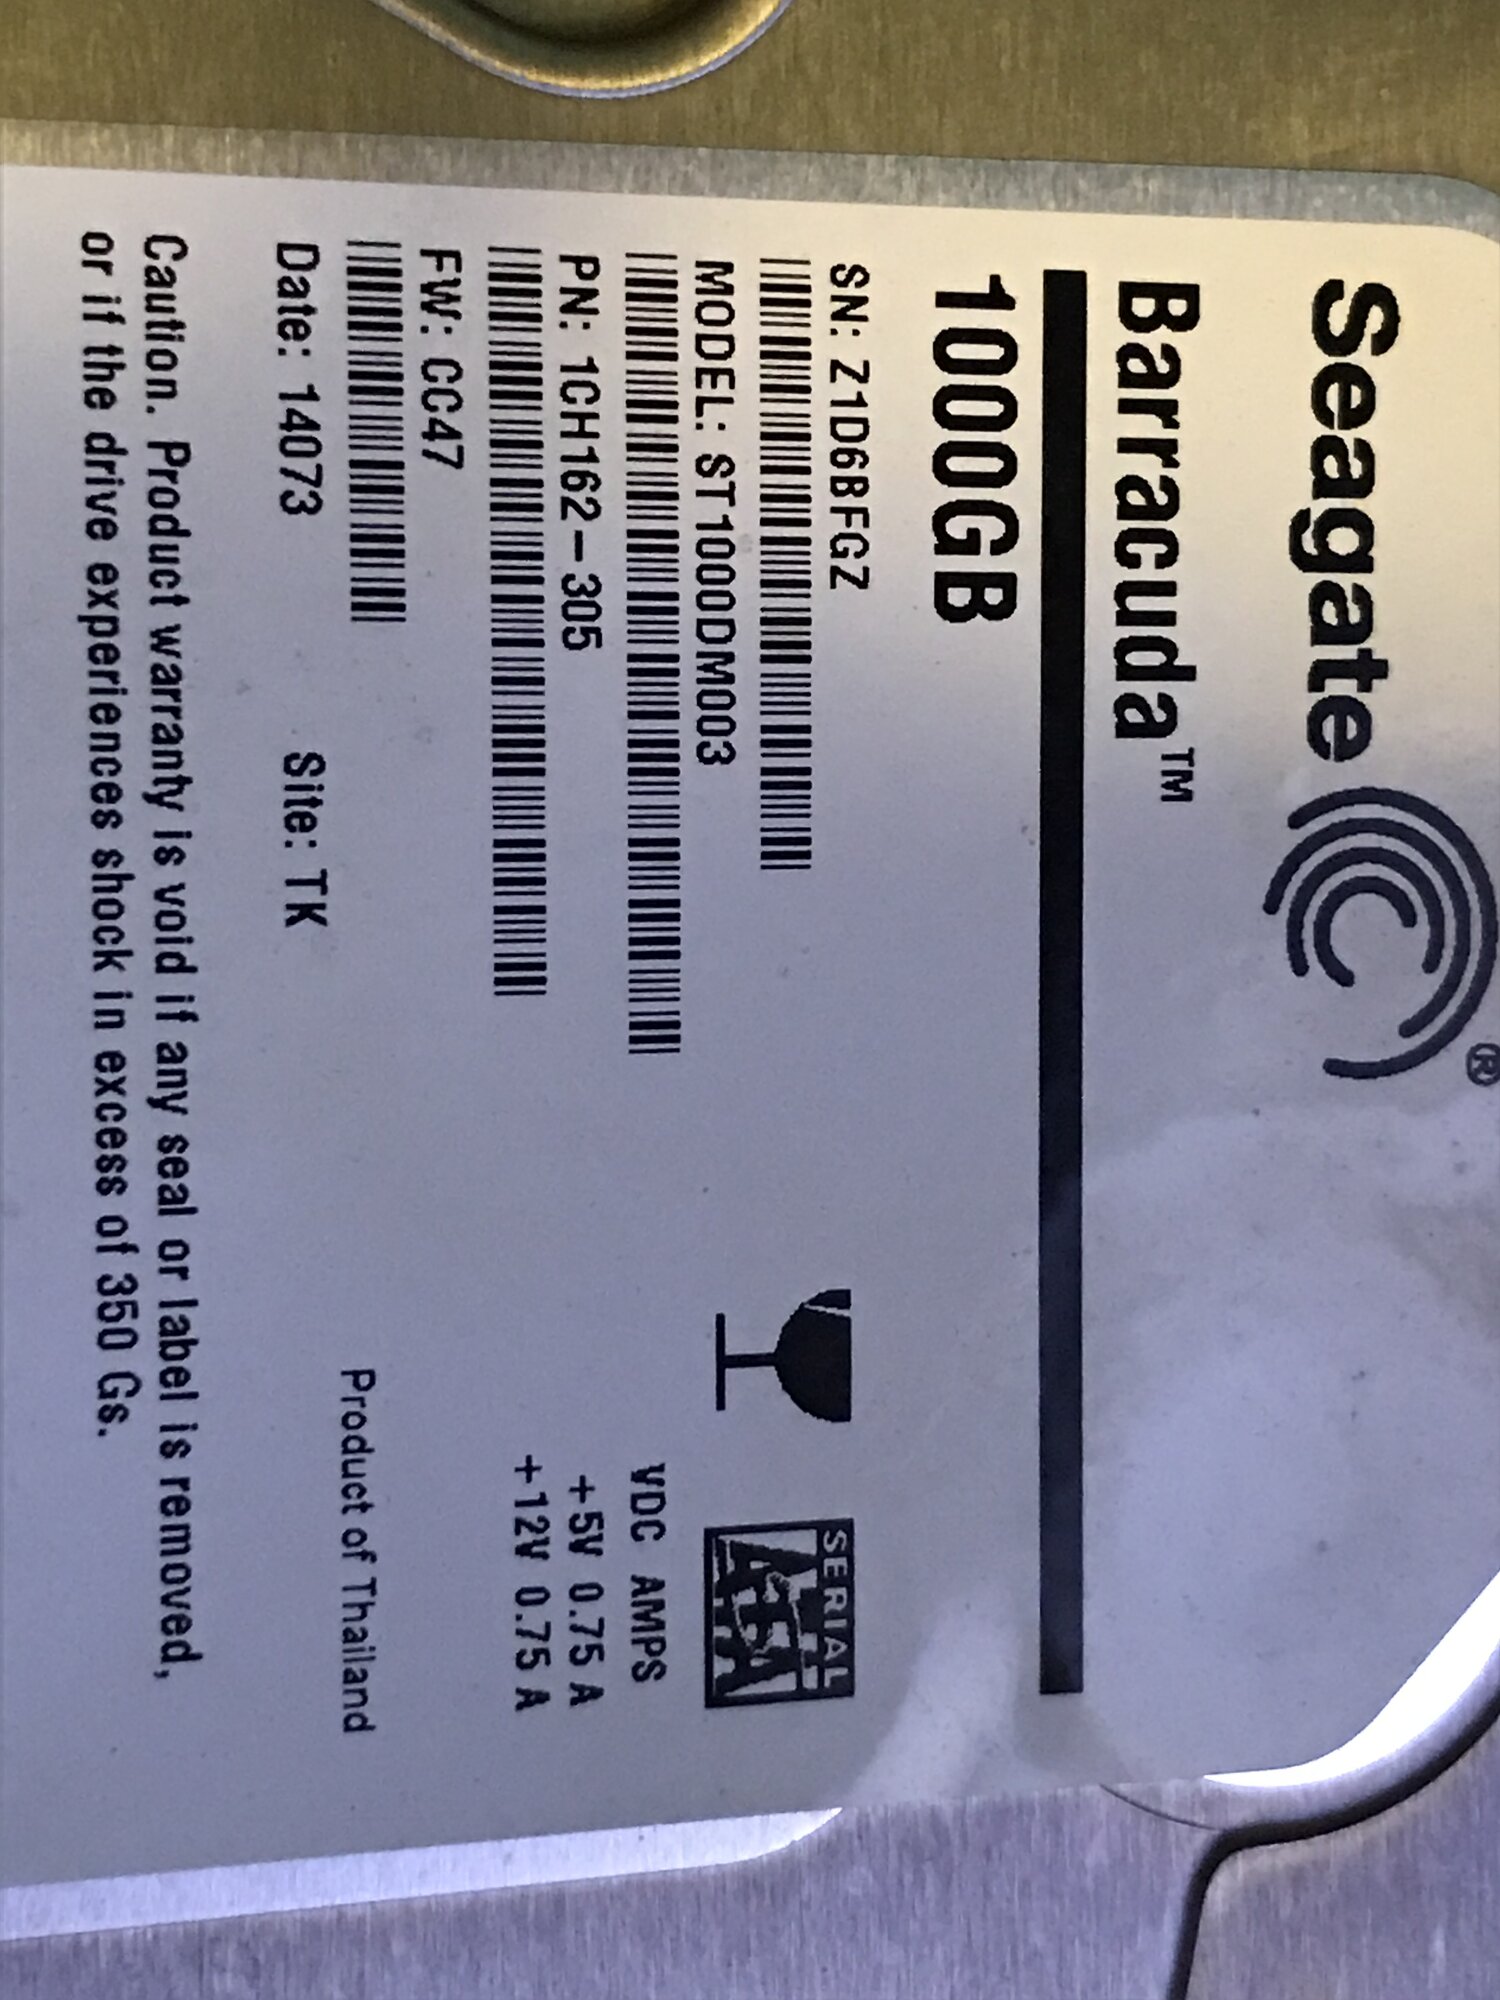 Seagate®
Barracuda™
1000GB
SN: Z1D6BFGZ
MODEL: ST1000DM003
PN: 1CH162-305
FW: CC47
Date: 14073 Site: TK
SERIAL
ATA
VDC AMPS
+5V 0.75 A
+12V 0.75 A
Product of Thailand
Caution. Product warranty is void if any seal or label is removed,
or if the drive experiences shock in excess of 350 Gs.